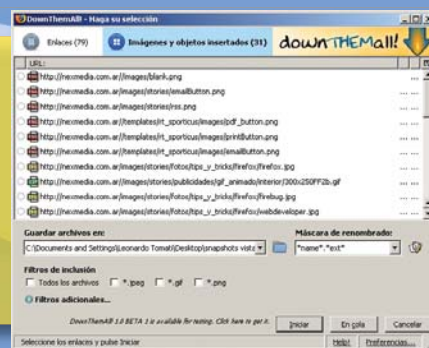 DownThemAll! - Haga su selección
Enlaces (79)
Imágenes y objetos insertados (31)
downTHEMall!
URL:
http://nexmedia.com.ar/images/blank.png
http://nexmedia.com.ar/images/stories/emailButton.png
http://nexmedia.com.ar/images/stories/rss.png
http://nexmedia.com.ar//templates/rt_sporticus/images/pdf_button.png
http://nexmedia.com.ar//templates/rt_sporticus/images/printButton.png
http://nexmedia.com.ar//templates/rt_sporticus/images/emailButton.png
http://nexmedia.com.ar/images/stories/fotos/tips_y_tricks/firefox/firefox.jpg
http://nexmedia.com.ar//images/stories/publicidades/gif_animado/interior/300x250FF2b.gif
http://nexmedia.com.ar/images/stories/fotos/tips_y_tricks/firefox/firebug.jpg
http://nexmedia.com.ar/images/stories/fotos/tips_y_tricks/firefox/webdeveloper.jpg
Guardar archivos en:
Máscara de renombrado:
C:\Documents and Settings\Leonardo Tomati\Desktop\snapshots vista
*name*.*ext*
Filtros de inclusión
Todos los archivos
*.jpeg
*.gif
*.png
Filtros adicionales...
DownThemAll! 1.0 BETA 1 is available for testing. Click here to get it.
Iniciar
En cola
Cancelar
Seleccione los enlaces y pulse Iniciar
Help!
Preferencias...